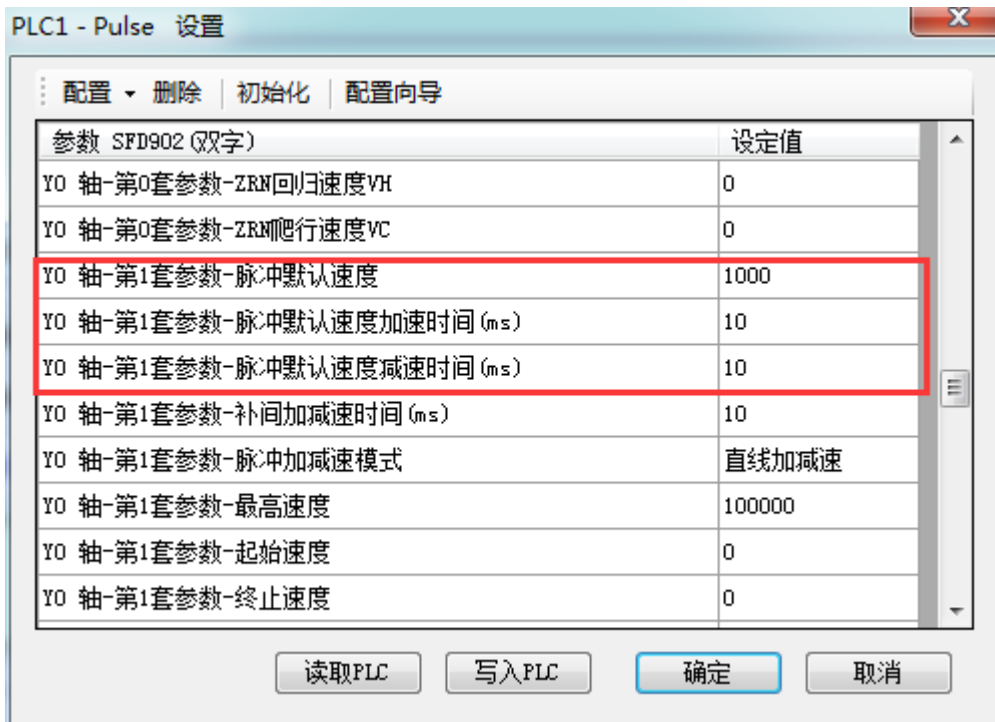 PLC1 - Pulse 设置
配置 删除 初始化 配置向导
参数 SFD902(双字) 设定值
Y0 轴-第0套参数-ZRN回归速度VH 0
Y0 轴-第0套参数-ZRN爬行速度VC 0
Y0 轴-第1套参数-脉冲默认速度 1000
Y0 轴-第1套参数-脉冲默认速度加速时间(ms) 10
Y0 轴-第1套参数-脉冲默认速度减速时间(ms) 10
Y0 轴-第1套参数-补间加减速时间(ms) 10
Y0 轴-第1套参数-脉冲加减速模式 直线加减速
Y0 轴-第1套参数-最高速度 100000
Y0 轴-第1套参数-起始速度 0
Y0 轴-第1套参数-终止速度 0
读取PLC 写入PLC 确定 取消